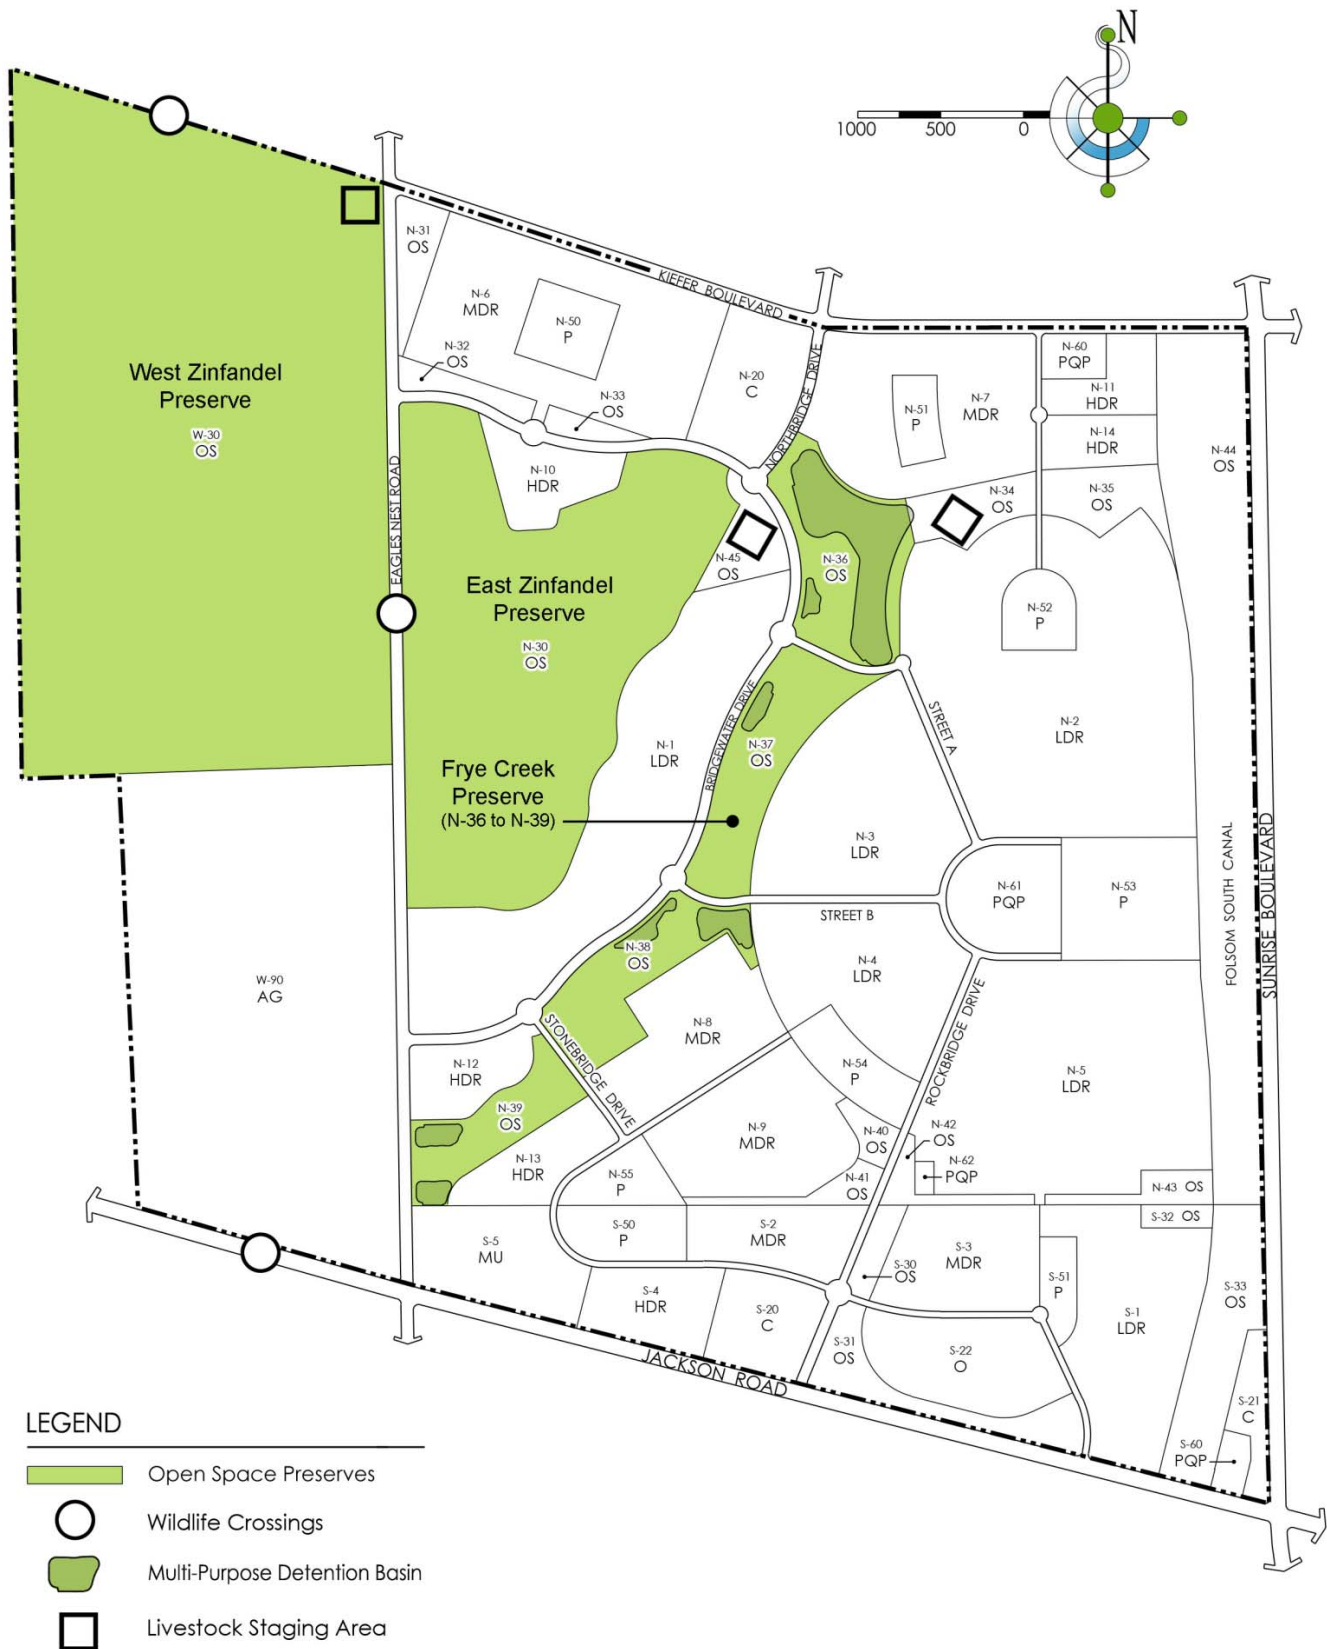 N
1000 500 0
N-31
OS
KIEFER BOULEVARD
N-6
MDR
N-50
P
N-32
OS
N-33
OS
N-20
C
NORTHBRIDGE DRIVE
N-60
PQP
N-11
HDR
N-7
MDR
N-51
P
N-14
HDR
N-44
OS
West Zinfandel
Preserve
W-30
OS
EAGLES NEST ROAD
N-10
HDR
N-34
OS
N-35
OS
N-45
OS
N-36
OS
East Zinfandel
Preserve
N-30
OS
N-52
P
N-1
LDR
BRIDGEWATER DRIVE
N-37
OS
STREET A
N-2
LDR
Frye Creek
Preserve
(N-36 to N-39)
N-3
LDR
N-61
PQP
N-53
P
FOLSOM SOUTH CANAL
SUNRISE BOULEVARD
STREET B
N-38
OS
N-4
LDR
W-90
AG
STONEBRIDGE DRIVE
N-8
MDR
ROCKBRIDGE DRIVE
N-12
HDR
N-54
P
N-5
LDR
N-39
OS
N-9
MDR
N-40
OS
N-42
OS
N-13
HDR
N-55
P
N-41
OS
N-62
PQP
N-43 OS
S-32 OS
S-5
MU
S-50
P
S-2
MDR
S-30
OS
S-3
MDR
S-51
P
S-33
OS
S-4
HDR
S-20
C
S-31
OS
S-22
O
S-1
LDR
JACKSON ROAD
S-21
C
S-60
PQP
LEGEND
Open Space Preserves
Wildlife Crossings
Multi-Purpose Detention Basin
Livestock Staging Area